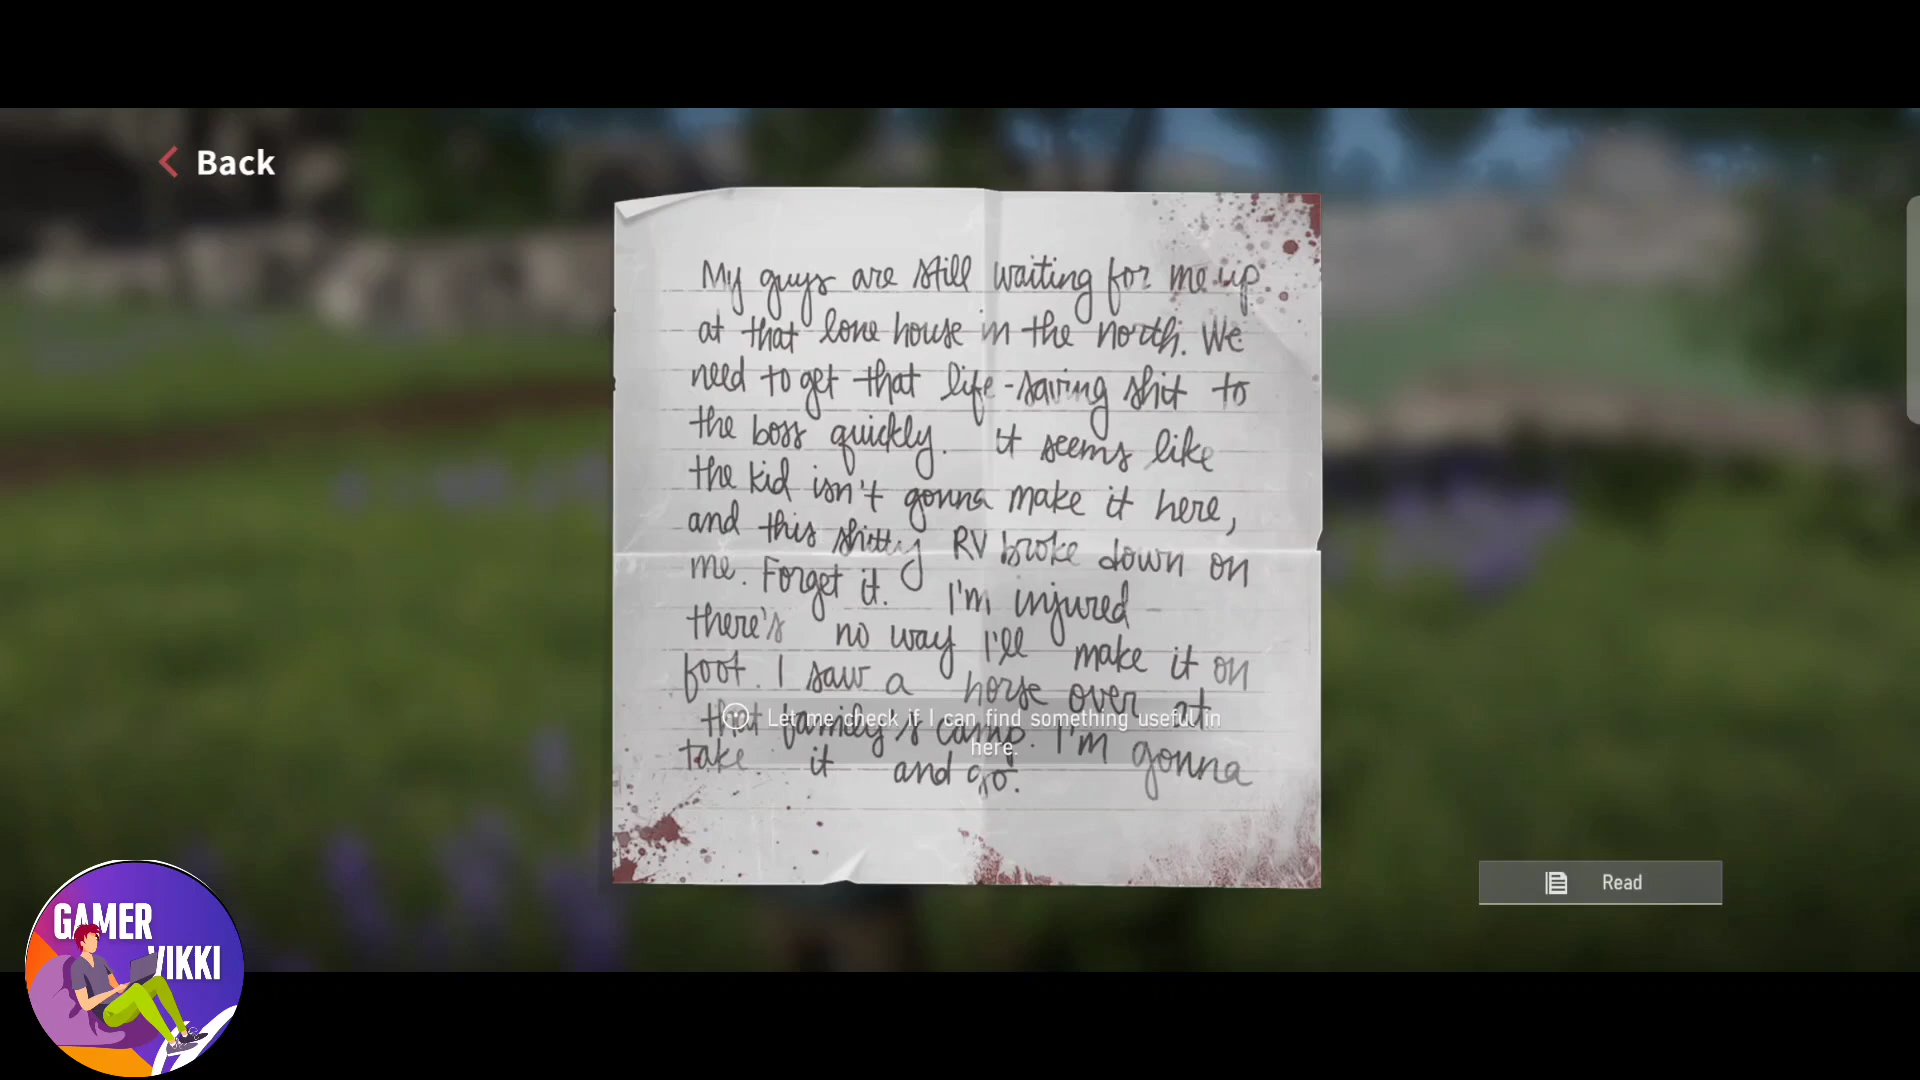 Back
My guys are still waiting for me up
at that lone house in the north. We
need to get that life-saving shit to
the boss quickly. it seems like
the kid isn't gonna make it here,
and this shitty RV broke down on
me. Forget it. I'm injured
there's no way I'll make it on
foot. I saw a horse over at
that family's camp. I'm gonna
take it and go.
Let me check if I can find something useful in
here.
Read
GAMER
VIKKI